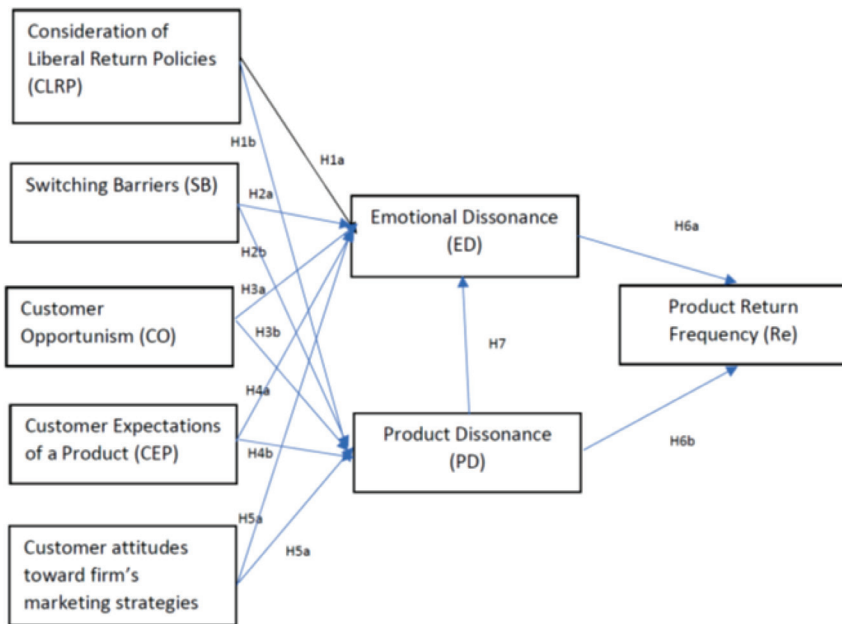 Consideration of
Liberal Return Policies
(CLRP)
H1b
H1a
Switching Barriers (SB)
H2a
H2b
Emotional Dissonance
(ED)
H6a
Customer
Opportunism (CO)
H3a
H3b
Product Return
Frequency (Re)
H7
Customer Expectations
of a Product (CEP)
H4a
H4b
Product Dissonance
(PD)
H6b
Customer attitudes
toward firm's
marketing strategies
H5a
H5a